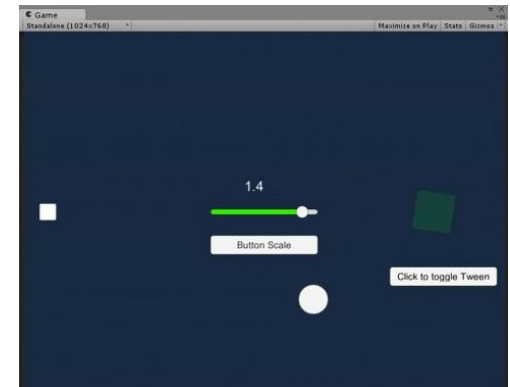 Game
Standalone (1024x768)
Maximize on Play Stats Gizmos
1.4
Button Scale
Click to toggle Tween